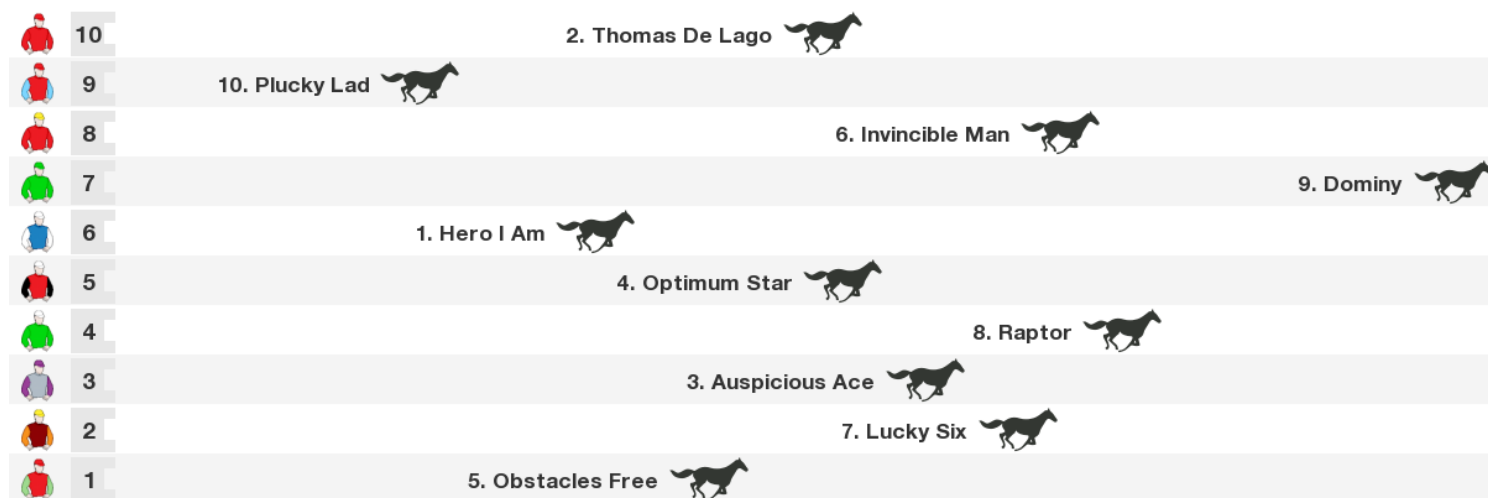 10 2. Thomas De Lago
9 10. Plucky Lad
8 6. Invincible Man
7 9. Dominy
6 1. Hero I Am
5 4. Optimum Star
4 8. Raptor
3 3. Auspicious Ace
2 7. Lucky Six
1 5. Obstacles Free